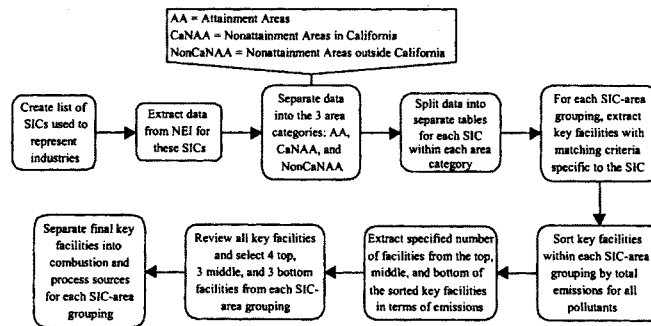 AA = Attainment Areas
CaNAA = Nonattainment Areas in California
NonCaNAA = Nonattainment Areas outside California
Create list of
SICs used to
represent
industries
Extract data
from NEI for
these SICs
Separate data
into the 3 area
categories: AA,
CaNAA, and
NonCaNAA
Split data into
separate tables
for each SIC
within each area
category
For each SIC-area
grouping, extract
key facilities with
matching criteria
specific to the SIC
Sort key facilities
within each SIC-area
grouping by total
emissions for all
pollutants
Extract specified number
of facilities from the top,
middle, and bottom of
the sorted key facilities
in terms of emissions
Review all key facilities
and select 4 top,
3 middle, and 3 bottom
facilities from each SIC-
area grouping
Separate final key
facilities into
combustion and
process sources
for each SIC-area
grouping